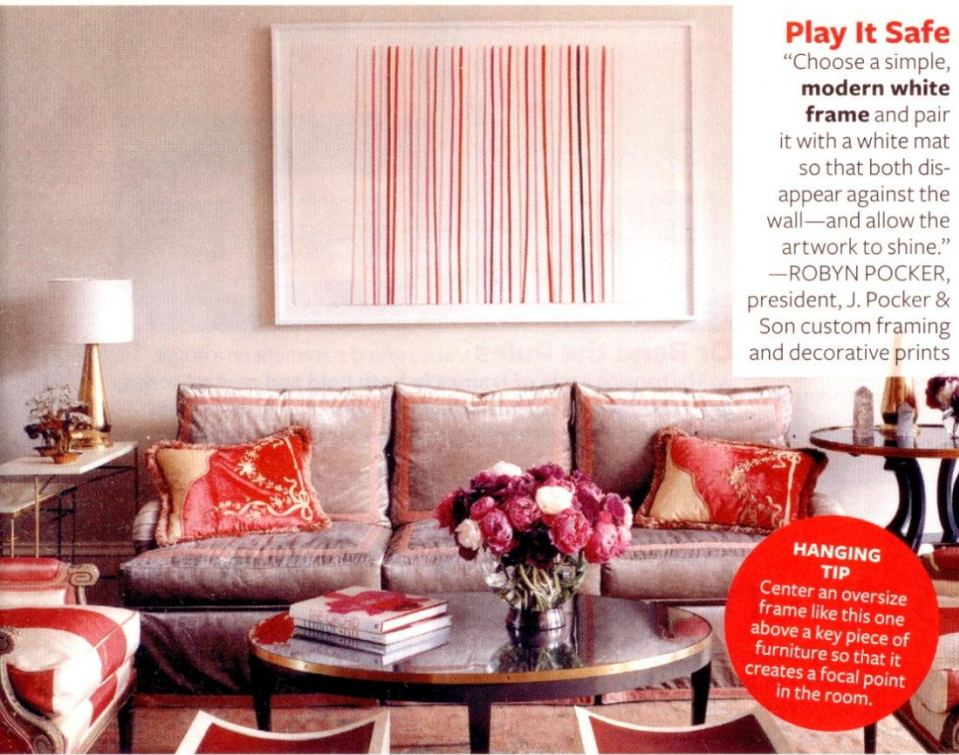 Play It Safe
“Choose a simple,
modern white
frame and pair
it with a white mat
so that both dis-
appear against the
wall—and allow the
artwork to shine.”
—ROBYN POCKER,
president, J. Pocker &
Son custom framing
and decorative prints
HANGING
TIP
Center an oversize
frame like this one
above a key piece of
furniture so that it
creates a focal point
in the room.